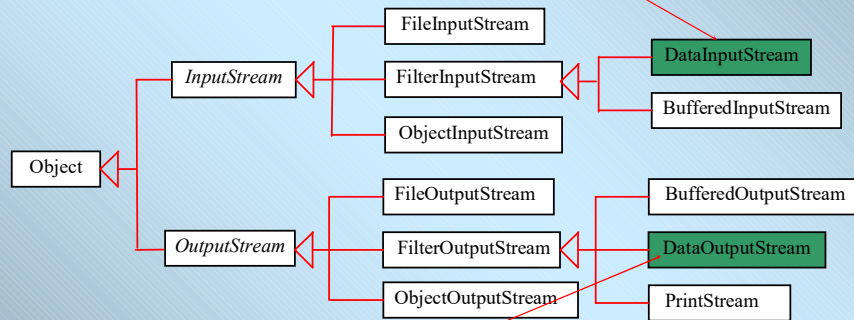 FileInputStream
InputStream
FilterInputStream
DataInputStream
BufferedInputStream
ObjectInputStream
Object
FileOutputStream
BufferedOutputStream
OutputStream
FilterOutputStream
DataOutputStream
ObjectOutputStream
PrintStream